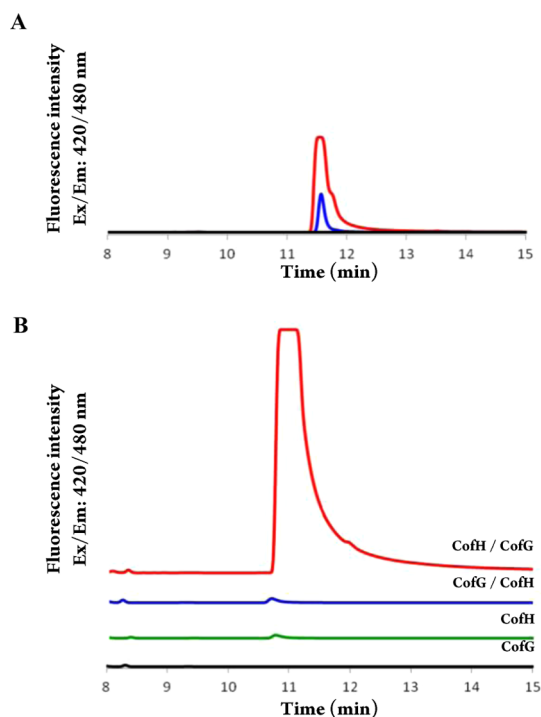 A
Fluorescence intensity
Ex/Em: 420/480 nm
8 9 10 11 12 13 14 15
Time (min)
B
Fluorescence intensity
Ex/Em: 420/480 nm
CofH / CofG
CofG / CofH
CofH
CofG
8 9 10 11 12 13 14 15
Time (min)